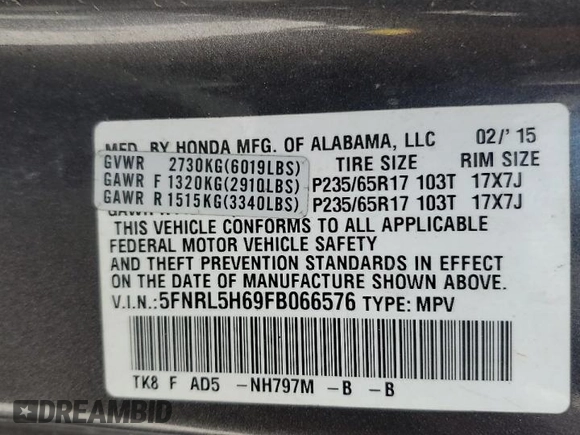 MFD. BY HONDA MFG. OF ALABAMA, LLC 02/'15
GVWR 2730KG(6019LBS) TIRE SIZE RIM SIZE
GAWR F 1320KG(2910LBS) P235/65R17 103T 17X7J
GAWR R 1515KG(3340LBS) P235/65R17 103T 17X7J
THIS VEHICLE CONFORMS TO ALL APPLICABLE
FEDERAL MOTOR VEHICLE SAFETY
AND THEFT PREVENTION STANDARDS IN EFFECT
ON THE DATE OF MANUFACTURE SHOWN ABOVE.
V.I.N.: 5FNRL5H69FB066576 TYPE: MPV
TK8 F AD5 -NH797M -B -B
DREAMBID